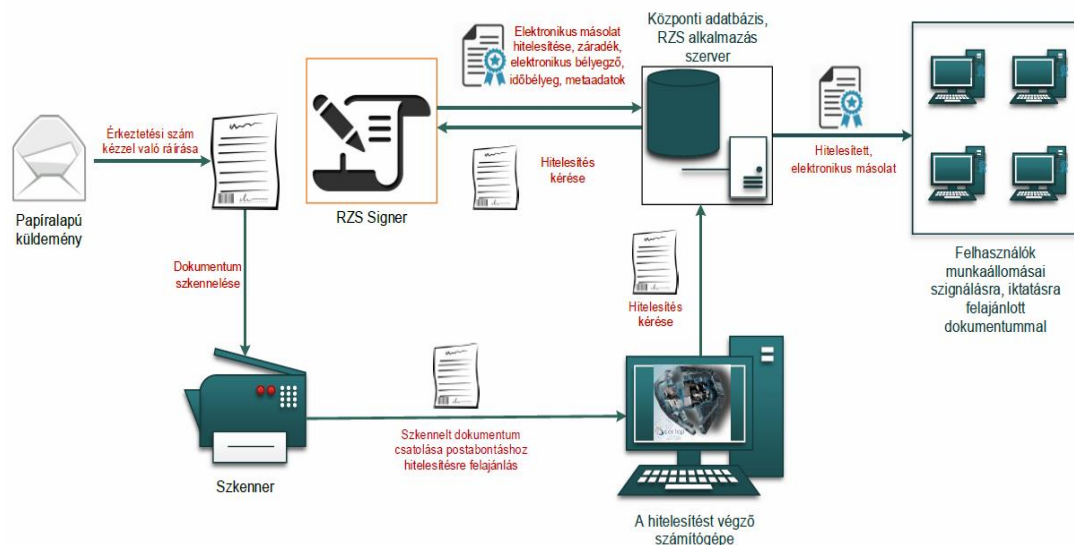 Elektronikus másolat
hitelesítése, záradék,
elektronikus bélyegző,
időbélyeg, metaadatok
Központi adatbázis,
RZS alkalmazás
szerver
Érkeztetési szám
kézzel való ráírása
Hitelesítés
kérése
Hitelesített,
elektronikus másolat
Papíralapú
küldemény
RZS Signer
Dokumentum
szkennelése
Hitelesítés
kérése
Felhasználók
munkaállomásai
szignálásra, iktatásra
felajánlott
dokumentummal
Szkennelt dokumentum
csatolása postabontáshoz
hitelesítésre felajánlás
Szkenner
A hitelesítést végző
számítógépe